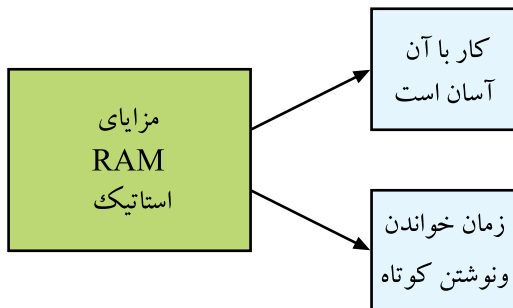 مزایای
RAM
استاتیک
کار با آن
آسان است
زمان خواندن
ونوشتن کوتاه